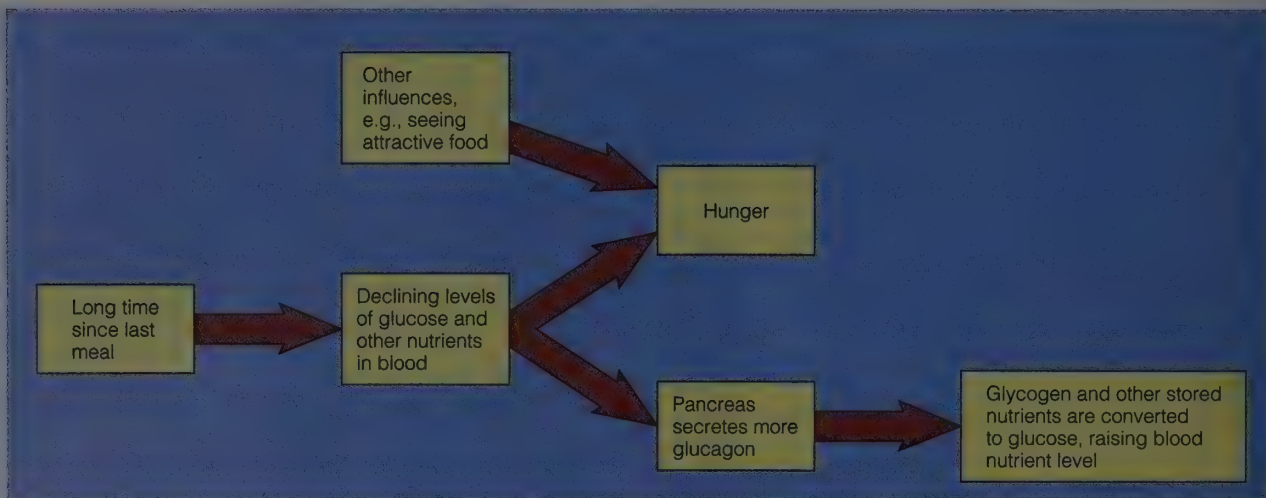 Other
influences,
e.g., seeing
attractive food
Hunger
Long time
since last
meal
Declining levels
of glucose and
other nutrients
in blood
Pancreas
secretes more
glucagon
Glycogen and other stored
nutrients are converted
to glucose, raising blood
nutrient level